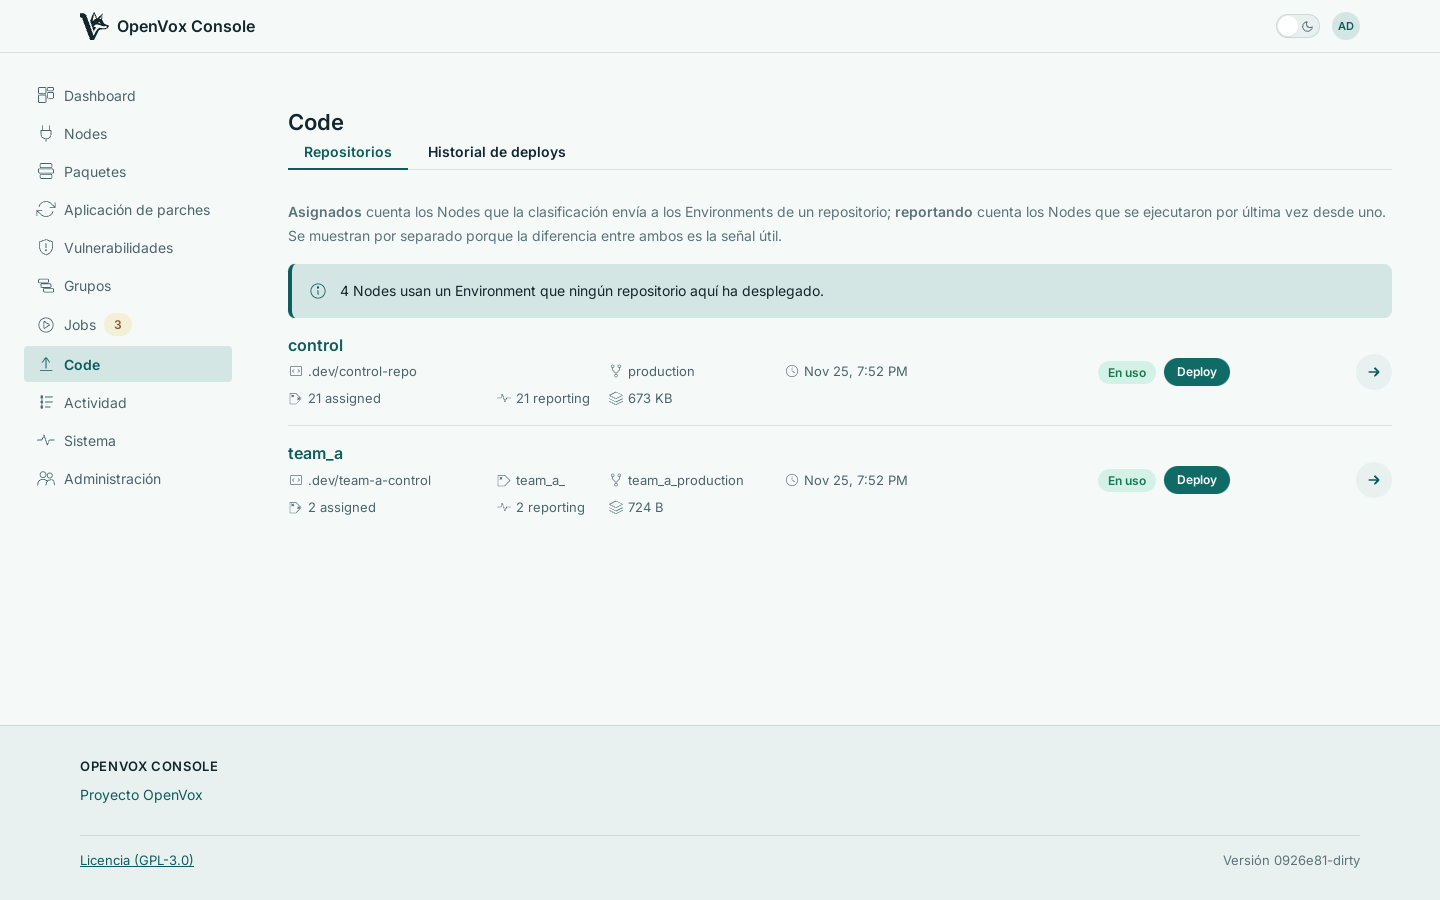 OpenVox Console
AD
Dashboard
Nodes
Paquetes
Aplicación de parches
Vulnerabilidades
Grupos
Jobs 3
Code
Actividad
Sistema
Administración
Code
Repositorios Historial de deploys
Asignados cuenta los Nodes que la clasificación envía a los Environments de un repositorio; reportando cuenta los Nodes que se ejecutaron por última vez desde uno.
Se muestran por separado porque la diferencia entre ambos es la señal útil.
4 Nodes usan un Environment que ningún repositorio aquí ha desplegado.
control
.dev/control-repo production Nov 25, 7:52 PM En uso Deploy
21 assigned 21 reporting 673 KB
team_a
.dev/team-a-control team_a_ team_a_production Nov 25, 7:52 PM En uso Deploy
2 assigned 2 reporting 724 B
OPENVOX CONSOLE
Proyecto OpenVox
Licencia (GPL-3.0) Versión 0926e81-dirty